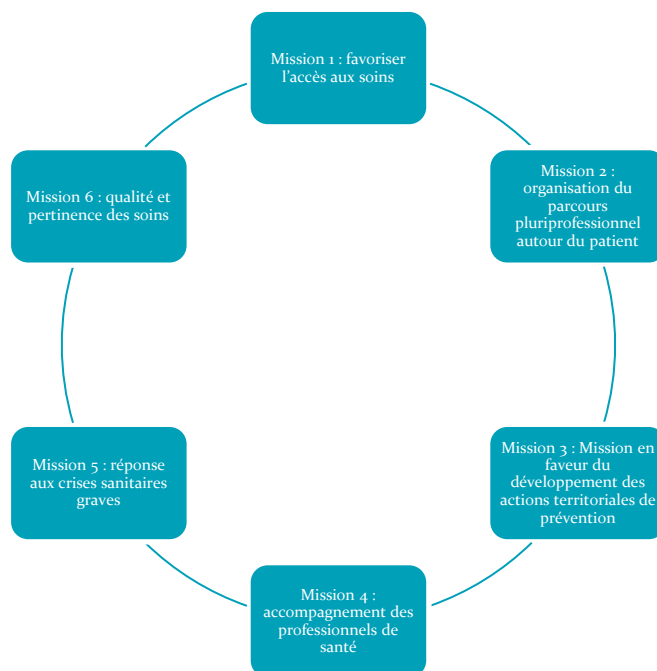 Mission 1 : favoriser
l'accès aux soins
Mission 2 :
organisation du
parcours
pluriprofessionnel
autour du patient
Mission 3 : Mission en
faveur du
développement des
actions territoriales de
prévention
Mission 4 :
accompagnement des
professionnels de
santé
Mission 5 : réponse
aux crises sanitaires
graves
Mission 6 : qualité et
pertinence des soins